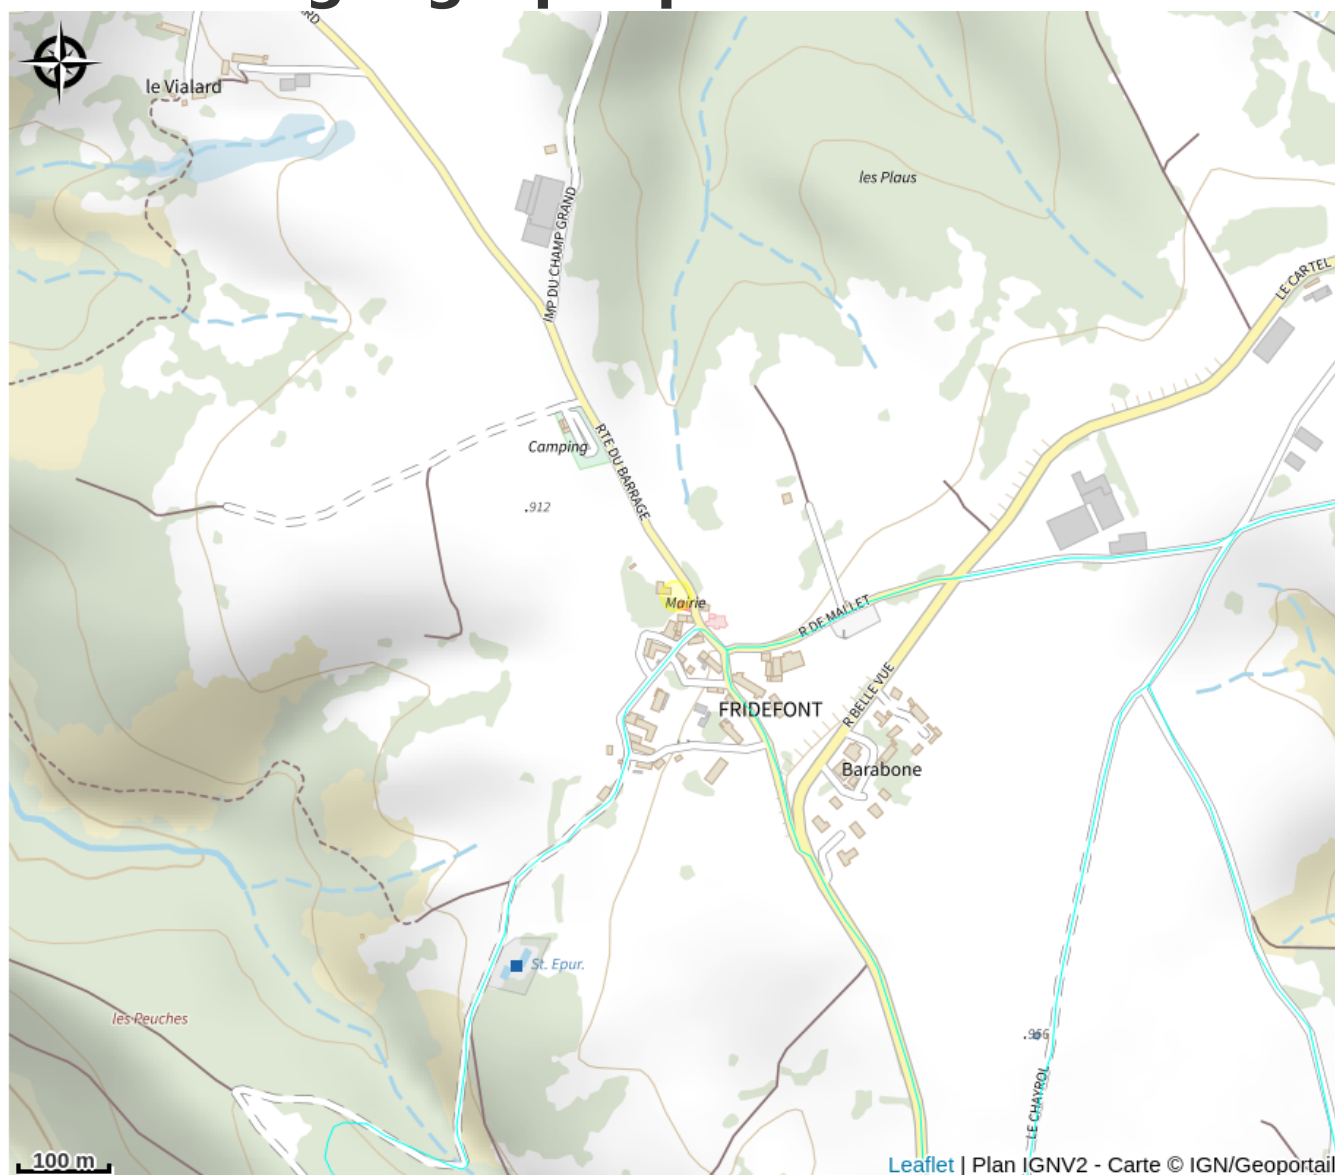 le Vialard
les Plaus
IMP DU CHAMP GRAND
LE CARTEL
Camping
RTE DU BARRAGE
.912
Mairie
R DE MALLET
R BELLE VUE
FRIDEFONT
Barabone
St. Epur.
les Peuches
.956
LE CHAYROL
100 m
Leaflet | Plan IGNV2 - Carte © IGN/Geoportail